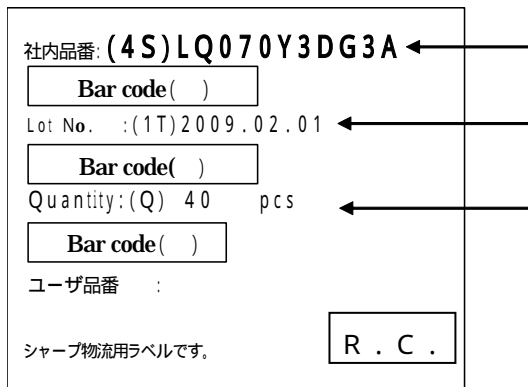 社内品番:(4S)LQ070Y3DG3A
Bar code( )
Lot No. :(1T)2009.02.01
Bar code( )
Quantity:(Q) 40 pcs
Bar code( )
ユーザ品番 :
シャープ物流用ラベルです。
R.C.